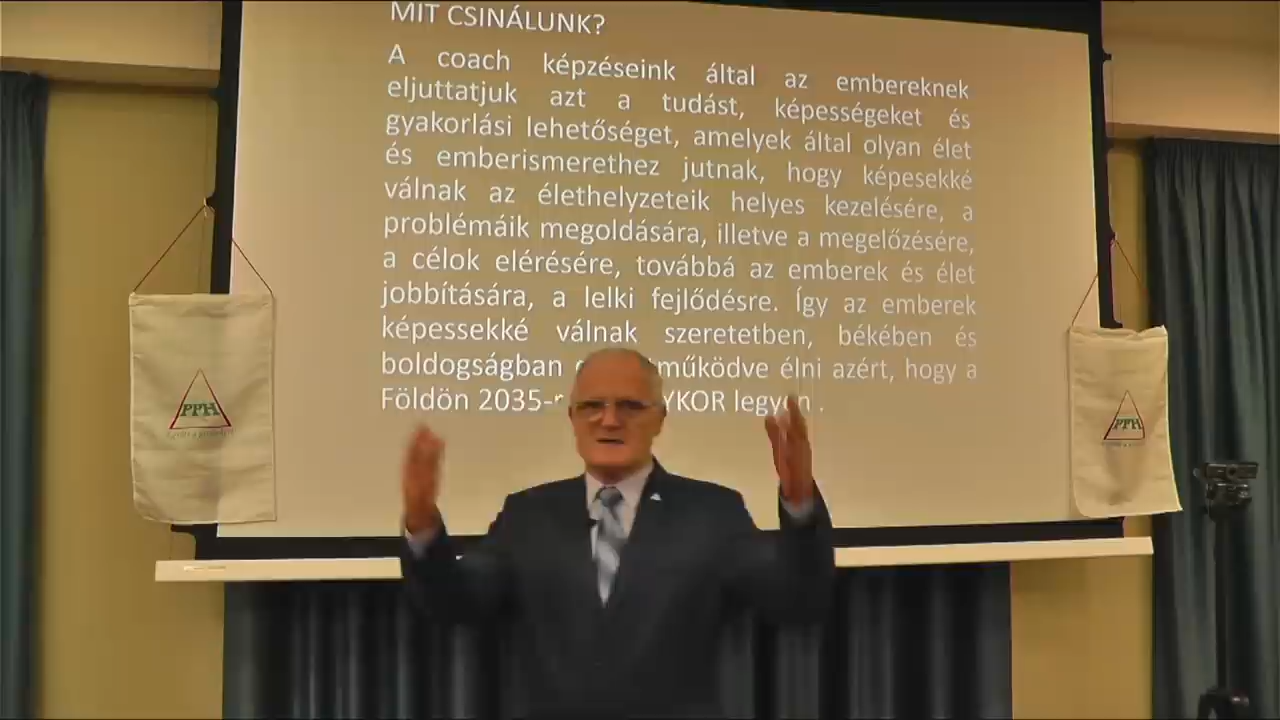 MIT CSINÁLUNK?
A coach képzéseink által az embereknek
eljuttatjuk azt a tudást, képességeket és
gyakorlási lehetőséget, amelyek által olyan élet
és emberismerethez jutnak, hogy képesekké
válnak az élethelyzeteik helyes kezelésére, a
problémáik megoldására, illetve a megelőzésére,
a célok elérésére, továbbá az emberek és élet
jobbítására, a lelki fejlődésre. Így az emberek
képessekké válnak szeretetben, békében és
boldogságban élni azért, hogy a
Földön legyen .
PPH
PPH